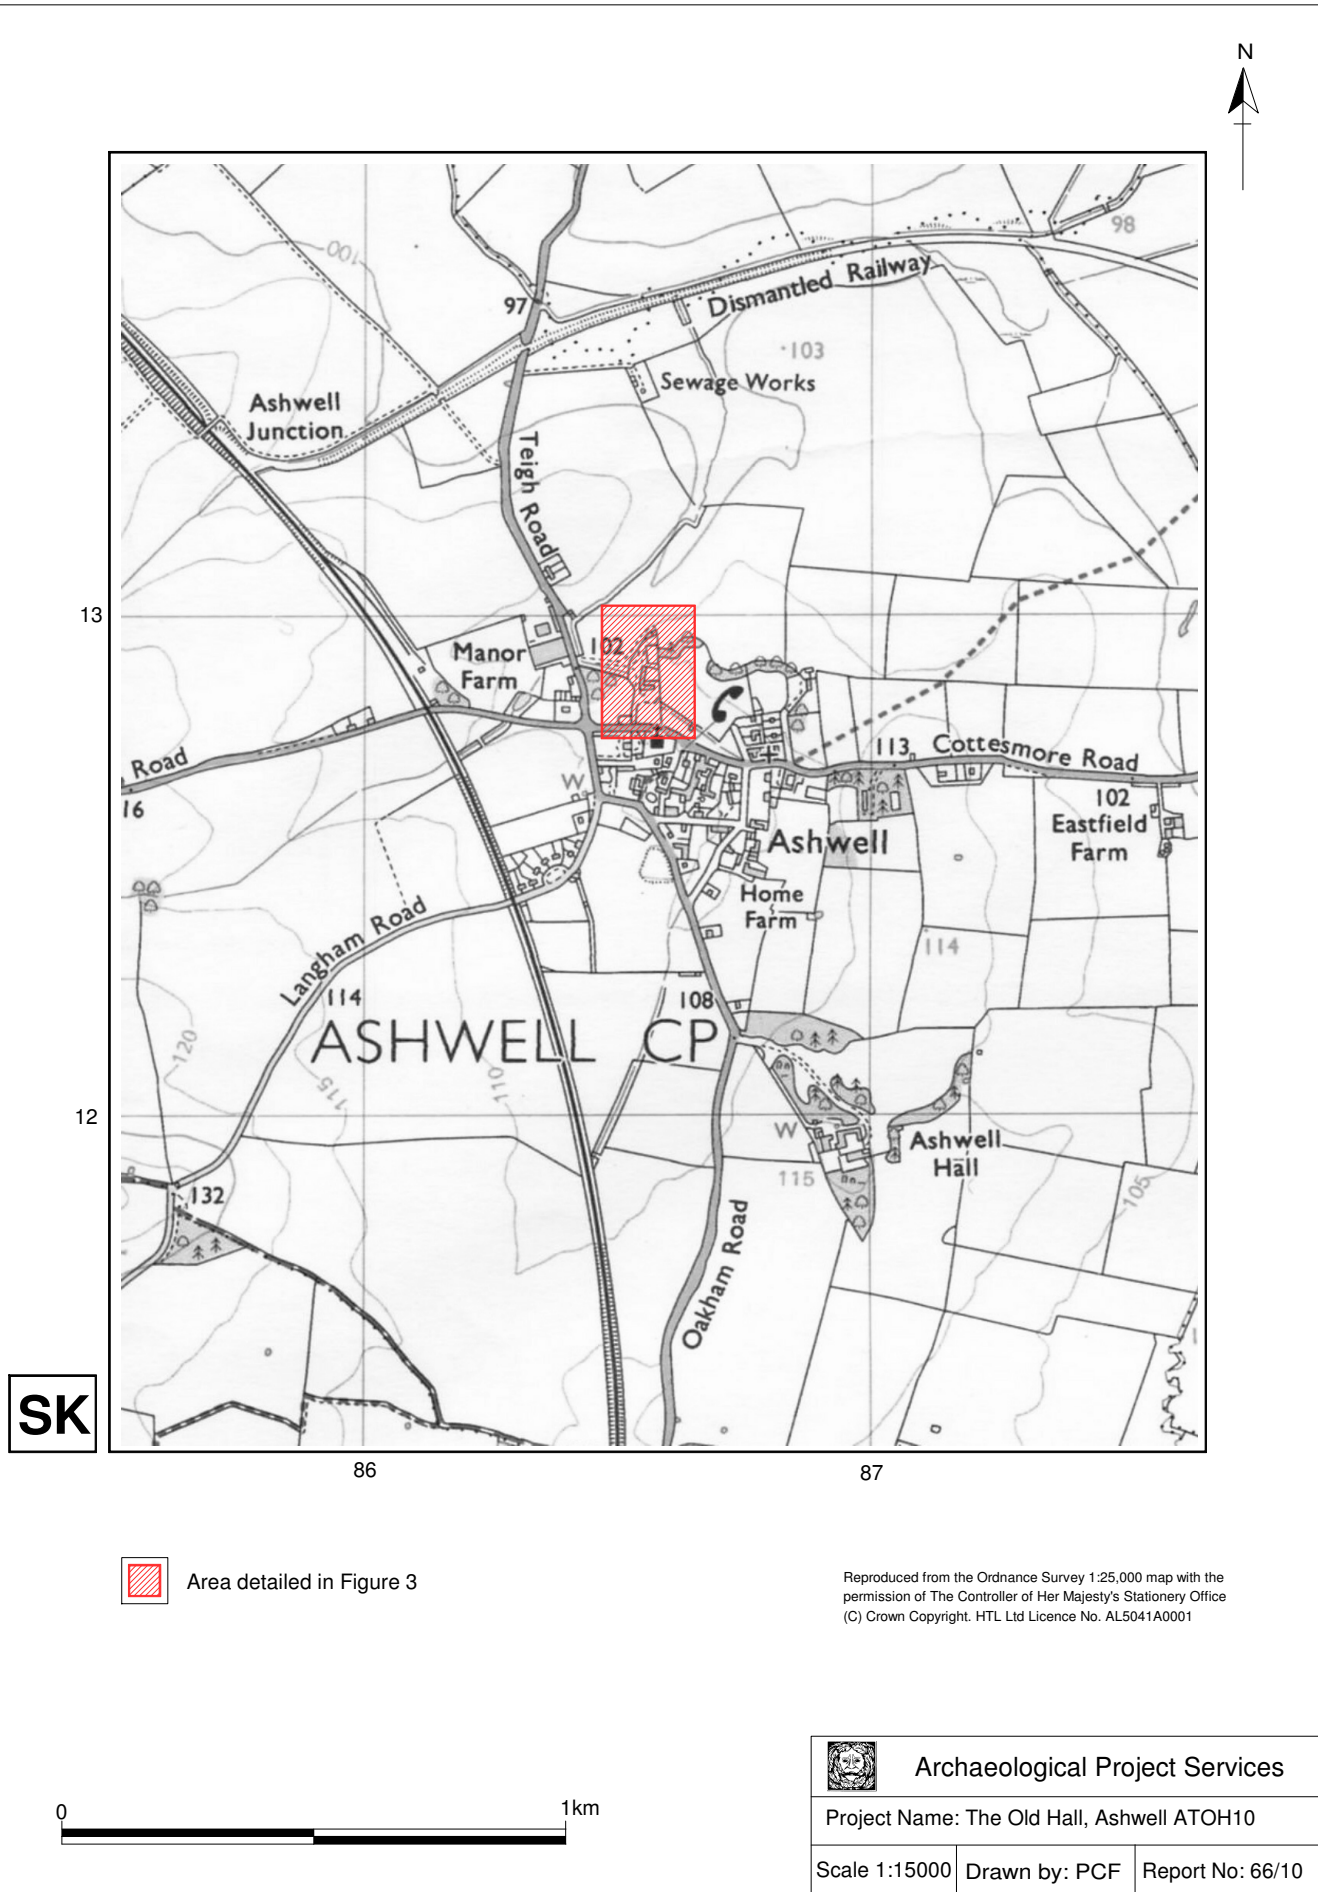 N
100
98
97
Dismantled Railway
103
Sewage Works
Ashwell
Junction
Teigh Road
13
102
Manor
Farm
Road
16
W
113
Cottesmore Road
102
Eastfield
Farm
Ashwell
Home
Farm
Langham Road
114
114
108
ASHWELL CP
120
115
110
12
W
Ashwell
Hall
115
105
132
Oakham Road
SK
86
87
Area detailed in Figure 3
Reproduced from the Ordnance Survey 1:25,000 map with the
permission of The Controller of Her Majesty's Stationery Office
(C) Crown Copyright. HTL Ltd Licence No. AL5041A0001
0
1km
Archaeological Project Services
Project Name: The Old Hall, Ashwell ATOH10
Scale 1:15000
Drawn by: PCF
Report No: 66/10